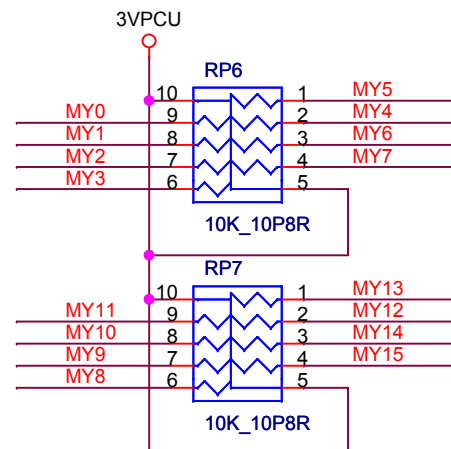 3VPCU
RP6
10 1 MY5
MY0 9 2 MY4
MY1 8 3 MY6
MY2 7 4 MY7
MY3 6 5
10K_10P8R
RP7
10 1 MY13
MY11 9 2 MY12
MY10 8 3 MY14
MY9 7 4 MY15
MY8 6 5
10K_10P8R